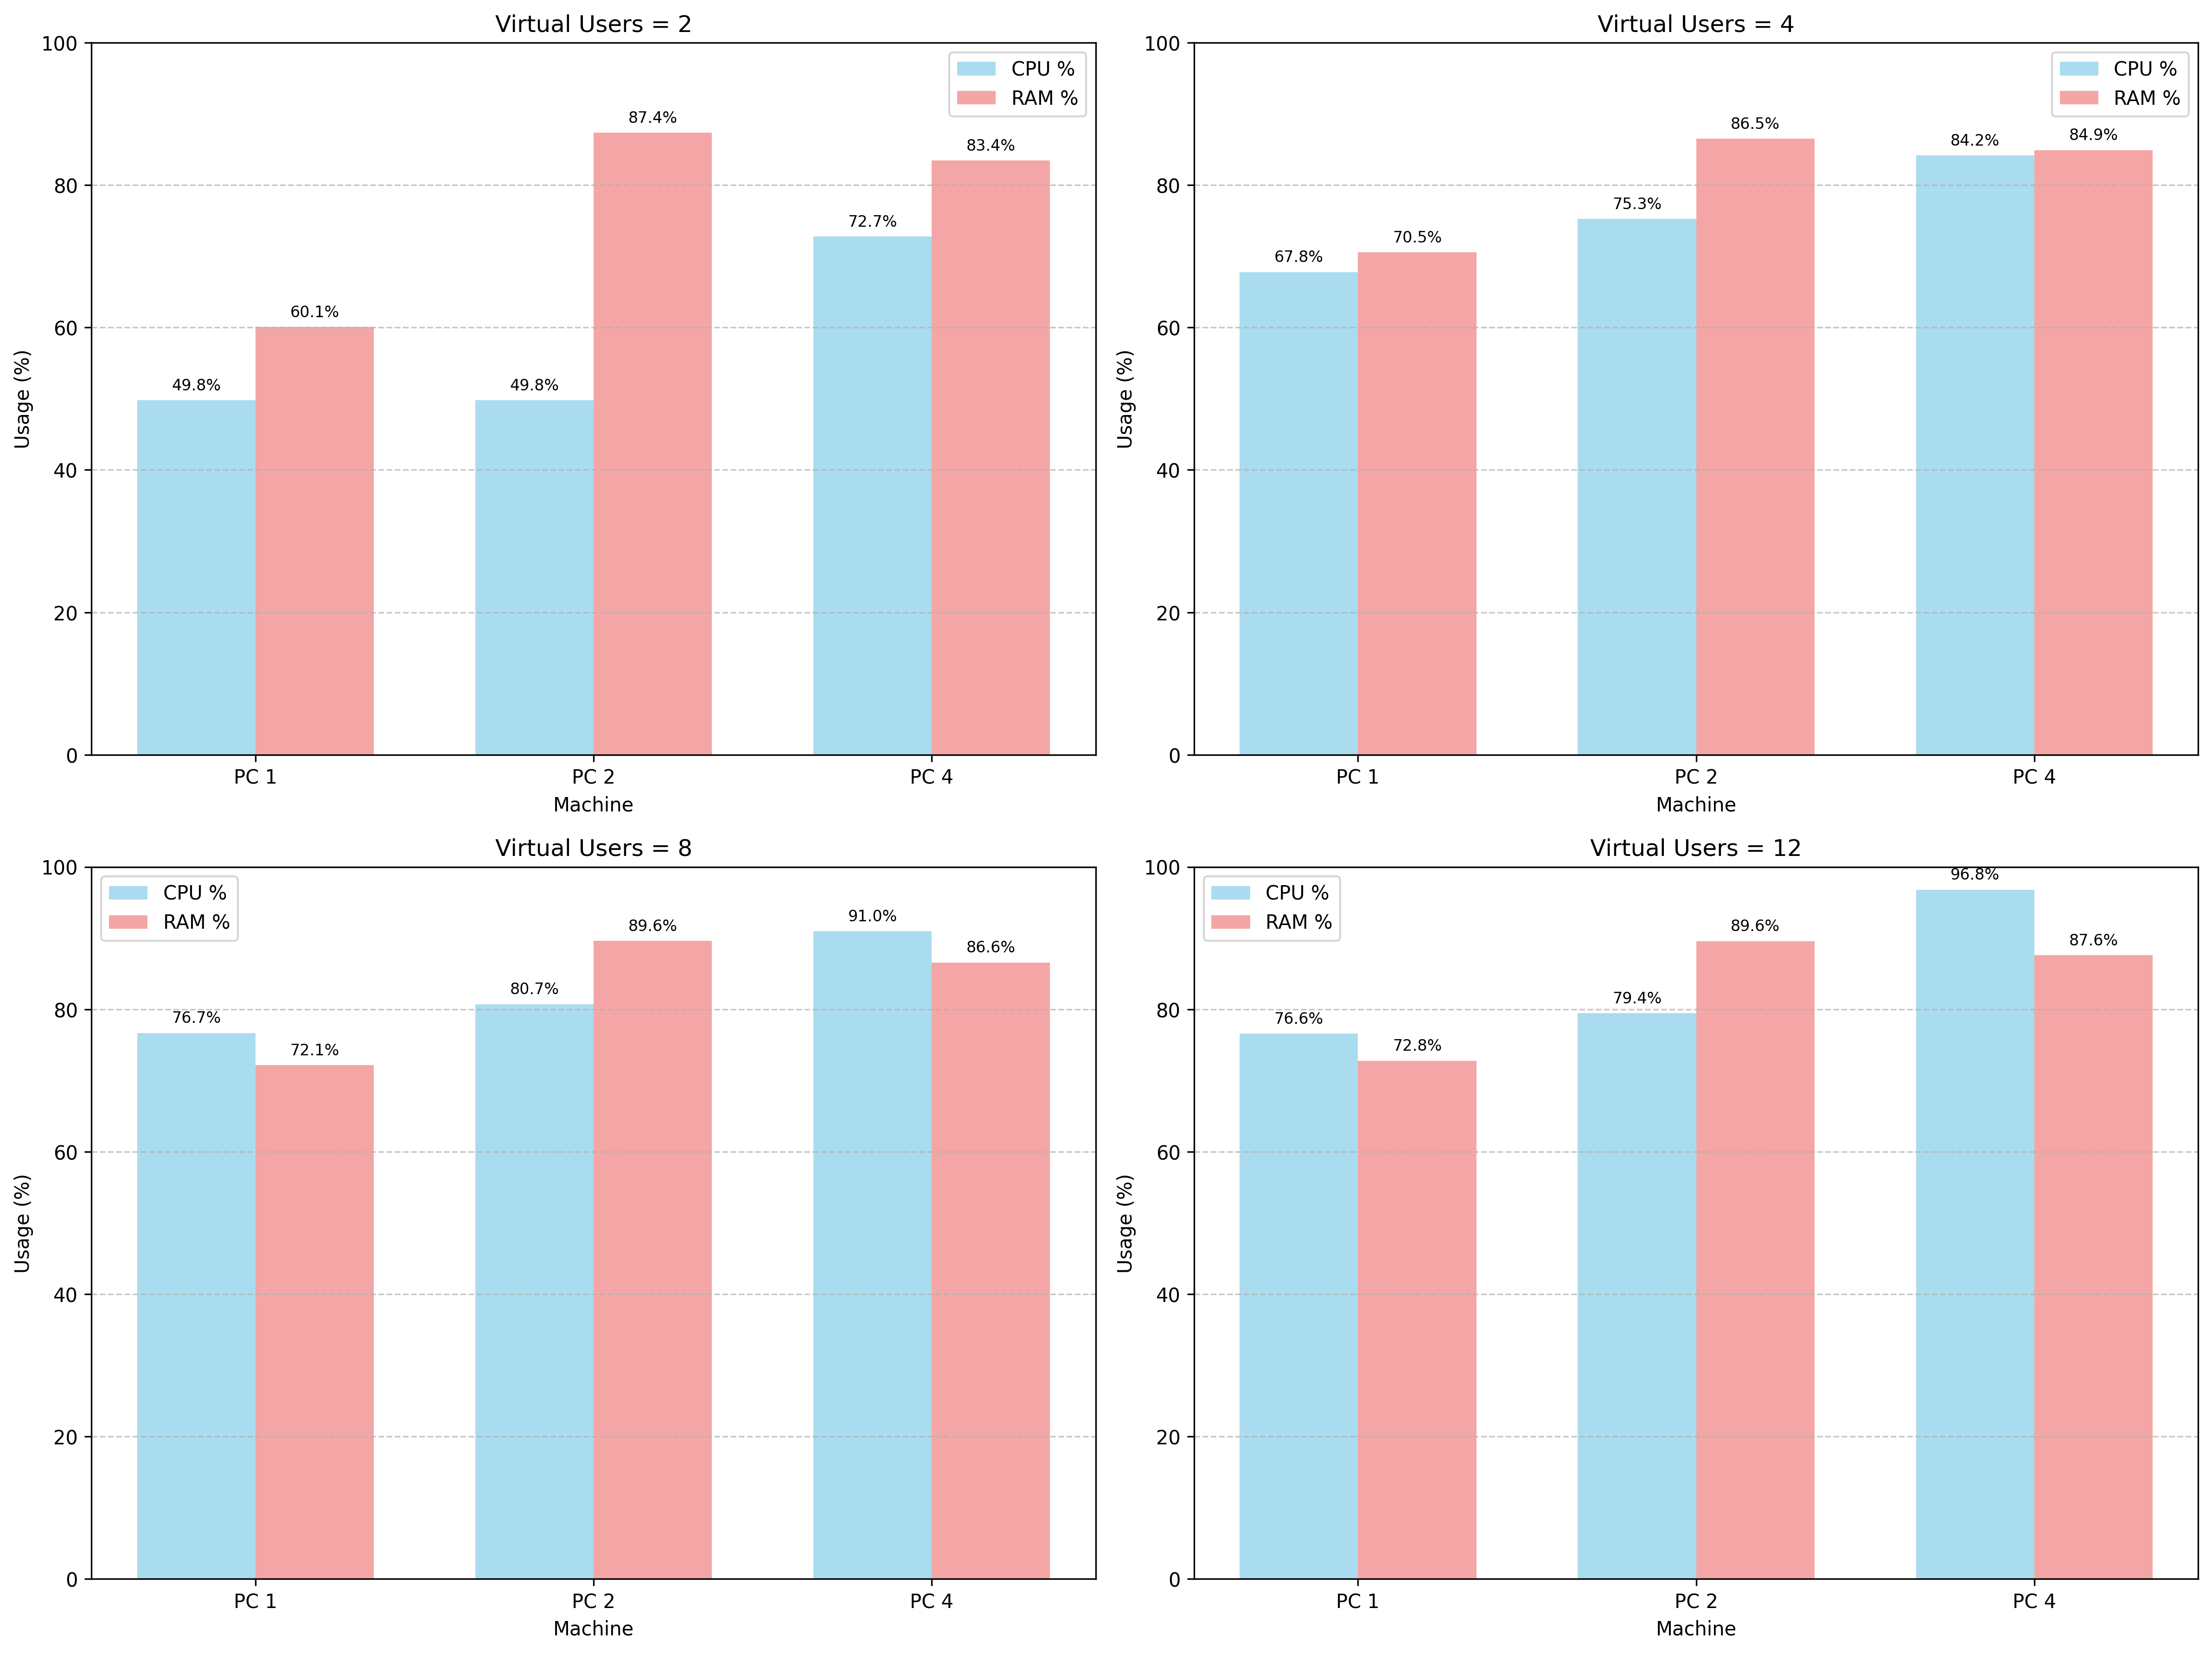 Virtual Users = 2
100
80
60
40
20
0
Usage (%)
CPU %
RAM %
49.8%
60.1%
49.8%
87.4%
72.7%
83.4%
PC 1
PC 2
PC 4
Machine
Virtual Users = 4
100
80
60
40
20
0
Usage (%)
CPU %
RAM %
67.8%
70.5%
75.3%
86.5%
84.2%
84.9%
PC 1
PC 2
PC 4
Machine
Virtual Users = 8
100
80
60
40
20
0
Usage (%)
CPU %
RAM %
76.7%
72.1%
80.7%
89.6%
91.0%
86.6%
PC 1
PC 2
PC 4
Machine
Virtual Users = 12
100
80
60
40
20
0
Usage (%)
CPU %
RAM %
76.6%
72.8%
79.4%
89.6%
96.8%
87.6%
PC 1
PC 2
PC 4
Machine